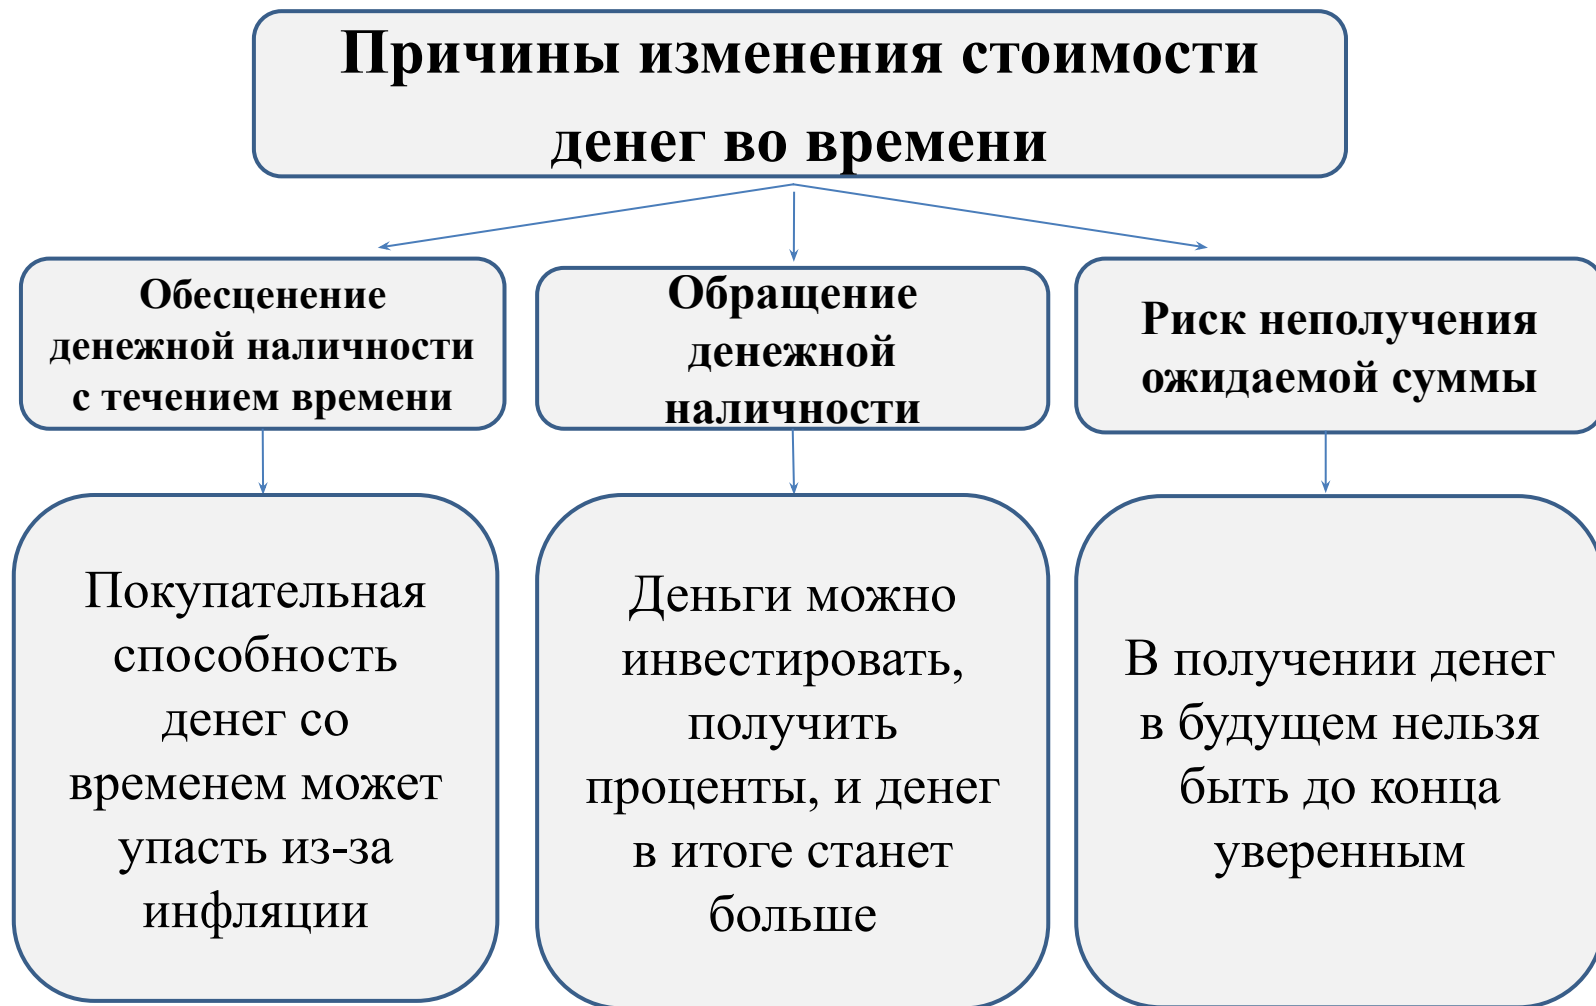 Причины изменения стоимости
денег во времени
Обесценение
денежной наличности
с течением времени
Обращение
денежной
наличности
Риск неполучения
ожидаемой суммы
Покупательная
способность
денег со
временем может
упасть из-за
инфляции
Деньги можно
инвестировать,
получить
проценты, и денег
в итоге станет
больше
В получении денег
в будущем нельзя
быть до конца
уверенным